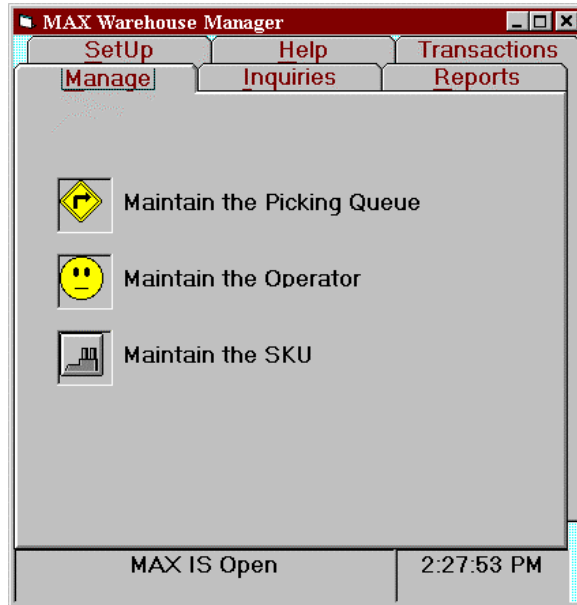 MAX Warehouse Manager
SetUp Help Transactions
Manage Inquiries Reports
Maintain the Picking Queue
Maintain the Operator
Maintain the SKU
MAX IS Open 2:27:53 PM